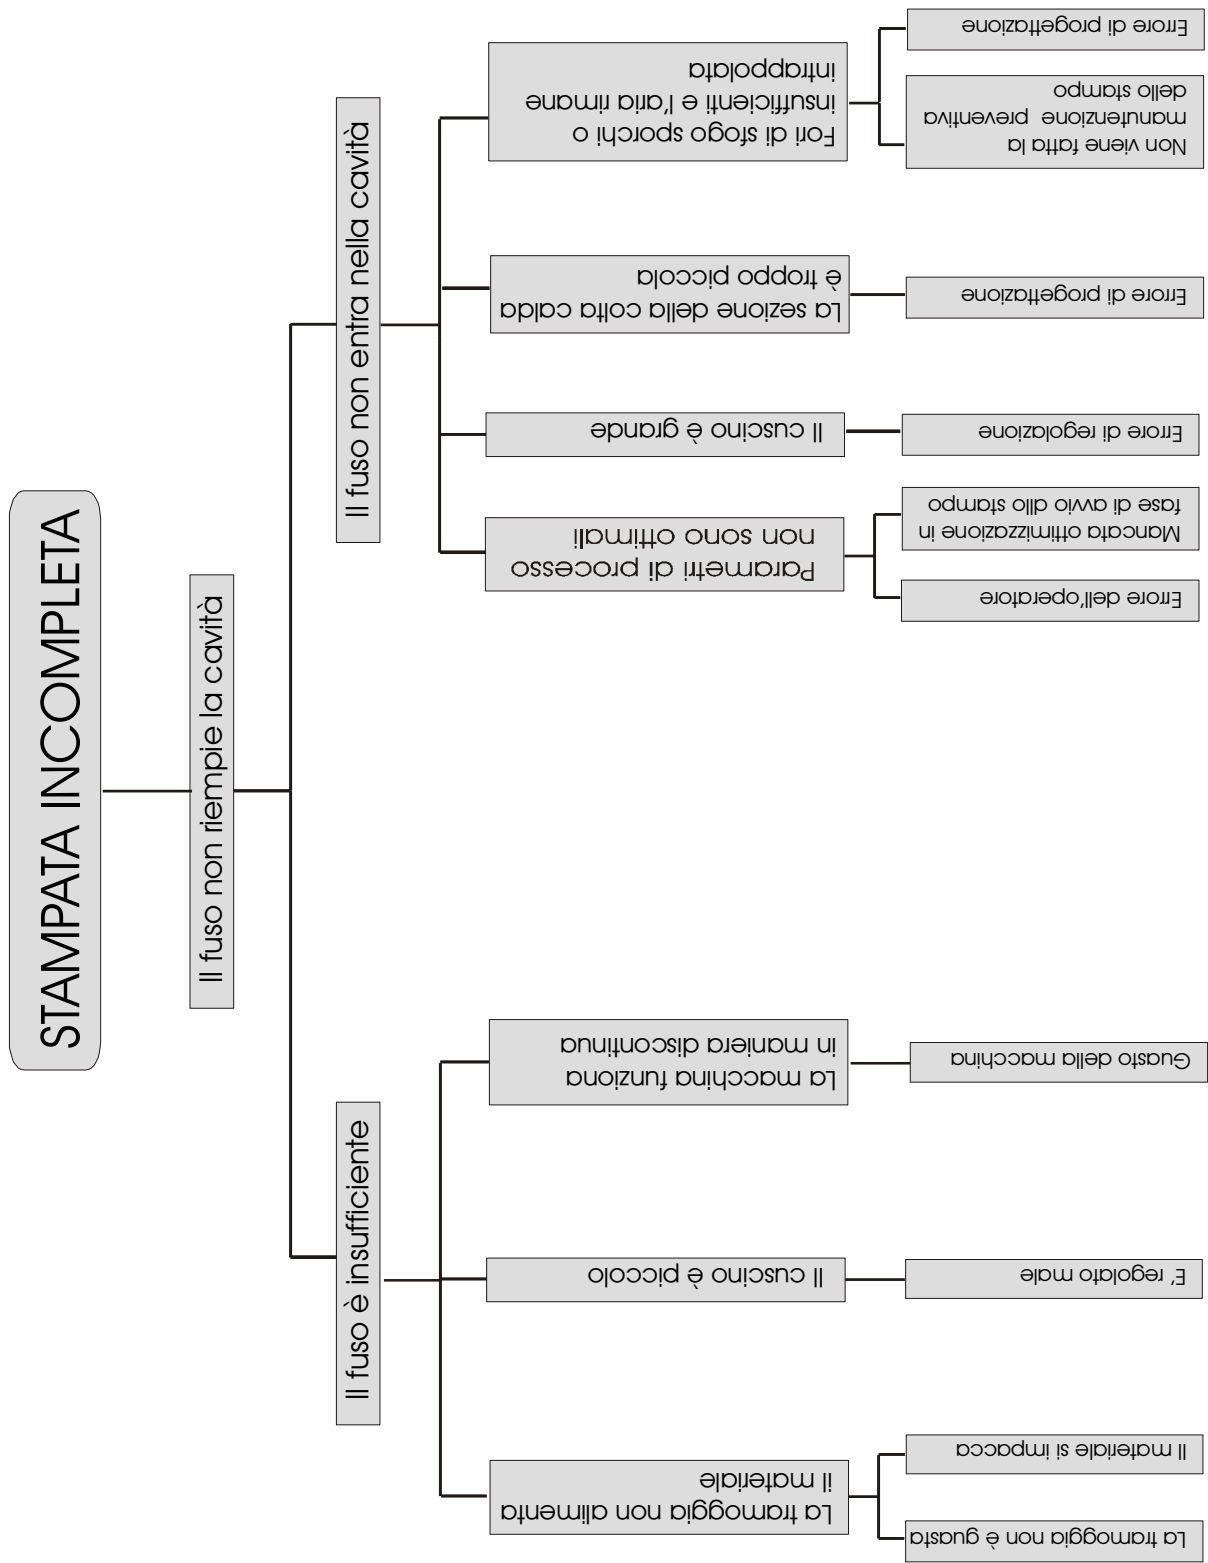 STAMPATA INCOMPLETA
Il fuso non riempie la cavità
Il fuso è insufficiente
La tramoggia non alimenta
il materiale
La tramoggia non è guasta
Il materiale si impacca
Il cuscino è piccolo
E' regolato male
La macchina funziona
in maniera discontinua
Guasto della macchina
Il fuso non entra nella cavità
Parametri di processo
non sono ottimali
Errore dell'operatore
Mancata ottimizzazione in
fase di avvio dllo stampo
Il cuscino è grande
Errore di regolazione
La sezione della colta calda
è troppo piccola
Errore di progettazione
Fori di sfogo sporchi o
insufficienti e l'aria rimane
intrappolata
Non viene fatta la
manutenzione preventiva
dello stampo
Errore di progettazione